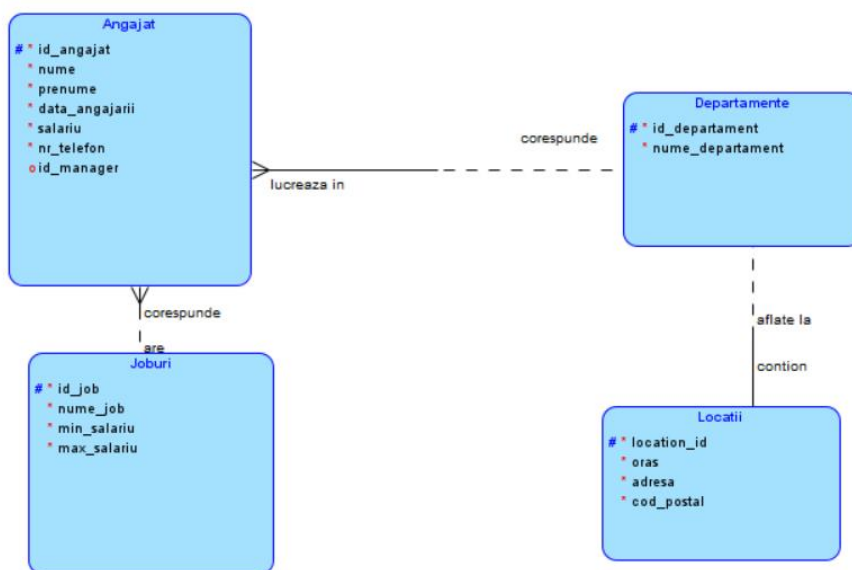 Angajat
# * id_angajat
* nume
* prenume
* data_angajarii
* salariu
* nr_telefon
o id_manager
corespunde
lucreaza in
Departamente
# * id_departament
* nume_departament
corespunde
are
Joburi
# * id_job
* nume_job
* min_salariu
* max_salariu
aflate la
contion
Locatii
# * location_id
* oras
* adresa
* cod_postal